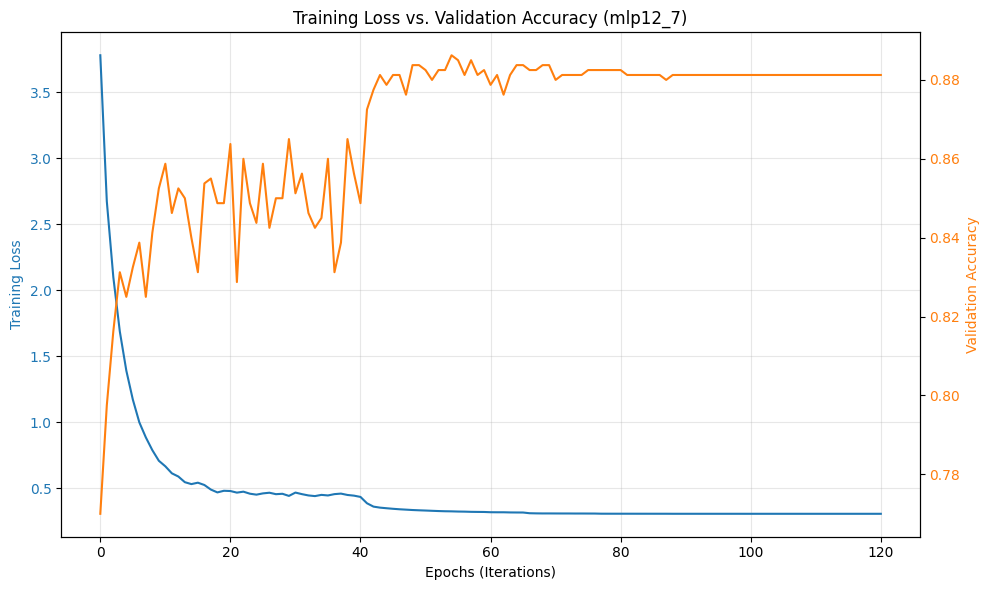 Training Loss vs. Validation Accuracy (mlp12_7)
Training Loss
3.5
3.0
2.5
2.0
1.5
1.0
0.5
0.88
0.86
0.84
0.82
0.80
0.78
Validation Accuracy
0 20 40 60 80 100 120
Epochs (Iterations)